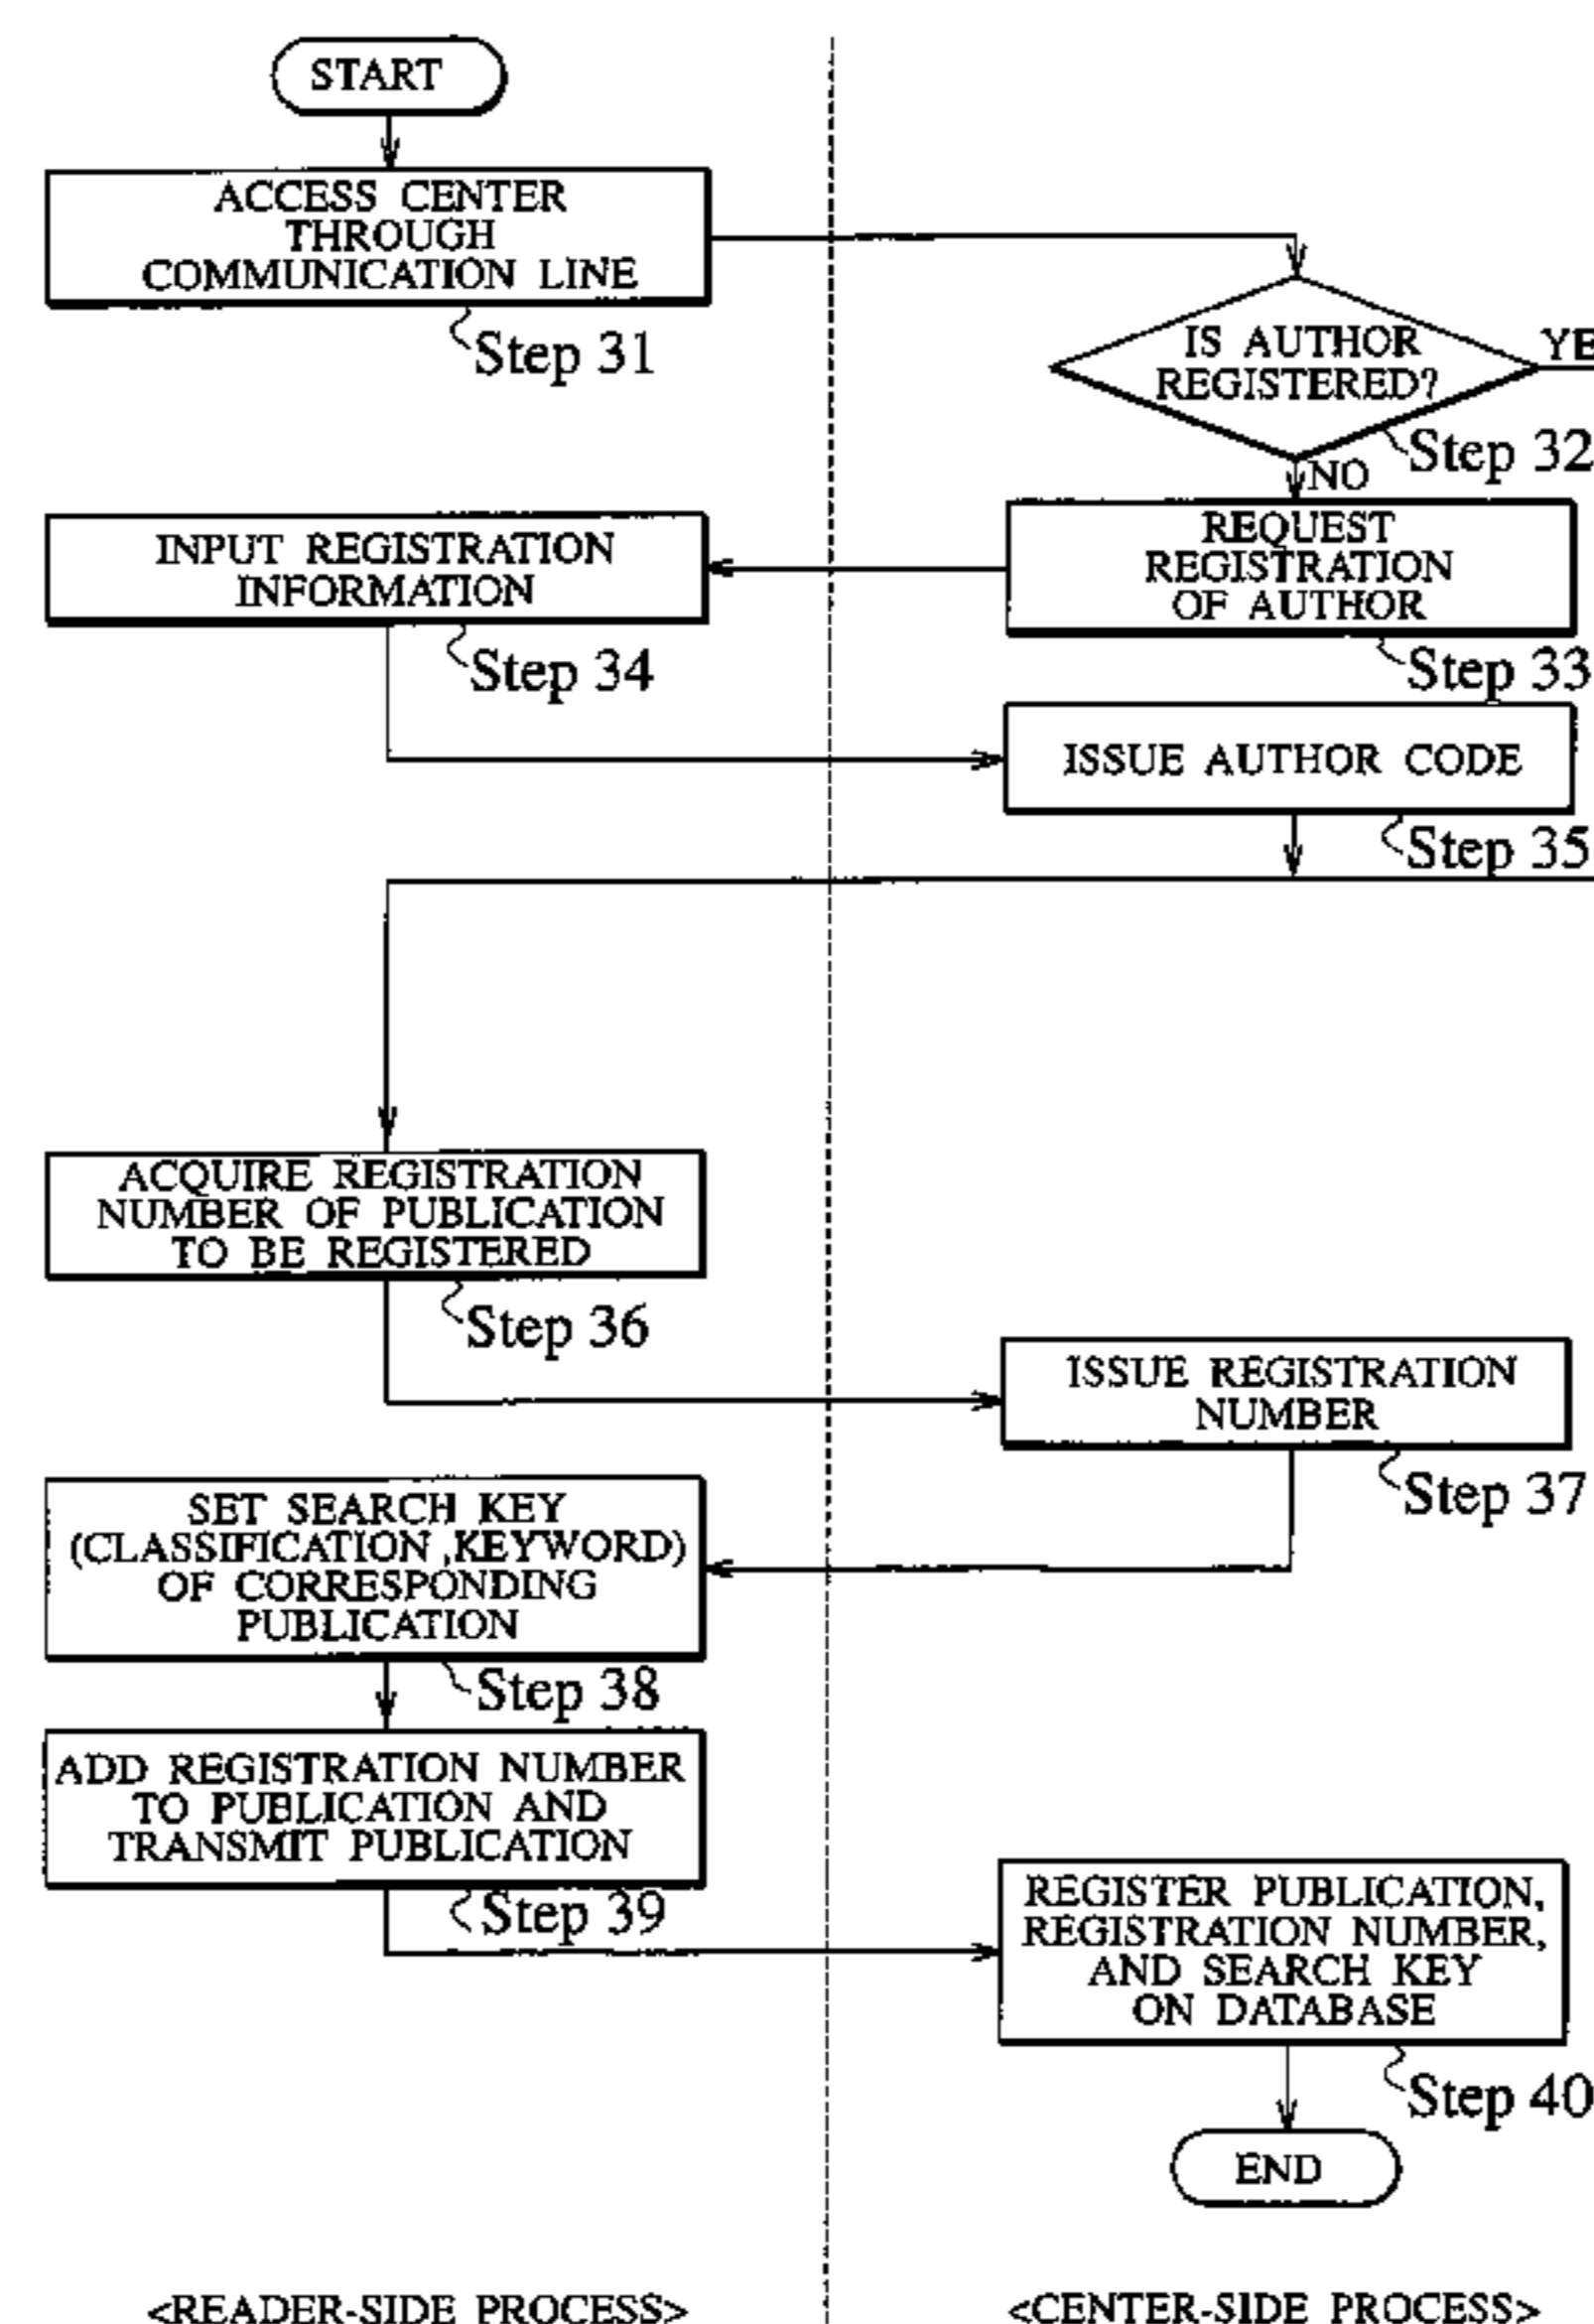 START
ACCESS CENTER
THROUGH
COMMUNICATION LINE
Step 31
IS AUTHOR
REGISTERED?
YE
Step 32
NO
REQUEST
REGISTRATION
OF AUTHOR
Step 33
INPUT REGISTRATION
INFORMATION
Step 34
ISSUE AUTHOR CODE
Step 35
ACQUIRE REGISTRATION
NUMBER OF PUBLICATION
TO BE REGISTERED
Step 36
ISSUE REGISTRATION
NUMBER
Step 37
SET SEARCH KEY
(CLASSIFICATION ,KEYWORD)
OF CORRESPONDING
PUBLICATION
Step 38
ADD REGISTRATION NUMBER
TO PUBLICATION AND
TRANSMIT PUBLICATION
Step 39
REGISTER PUBLICATION,
REGISTRATION NUMBER,
AND SEARCH KEY
ON DATABASE
Step 40
END
<READER-SIDE PROCESS>
<CENTER-SIDE PROCESS>